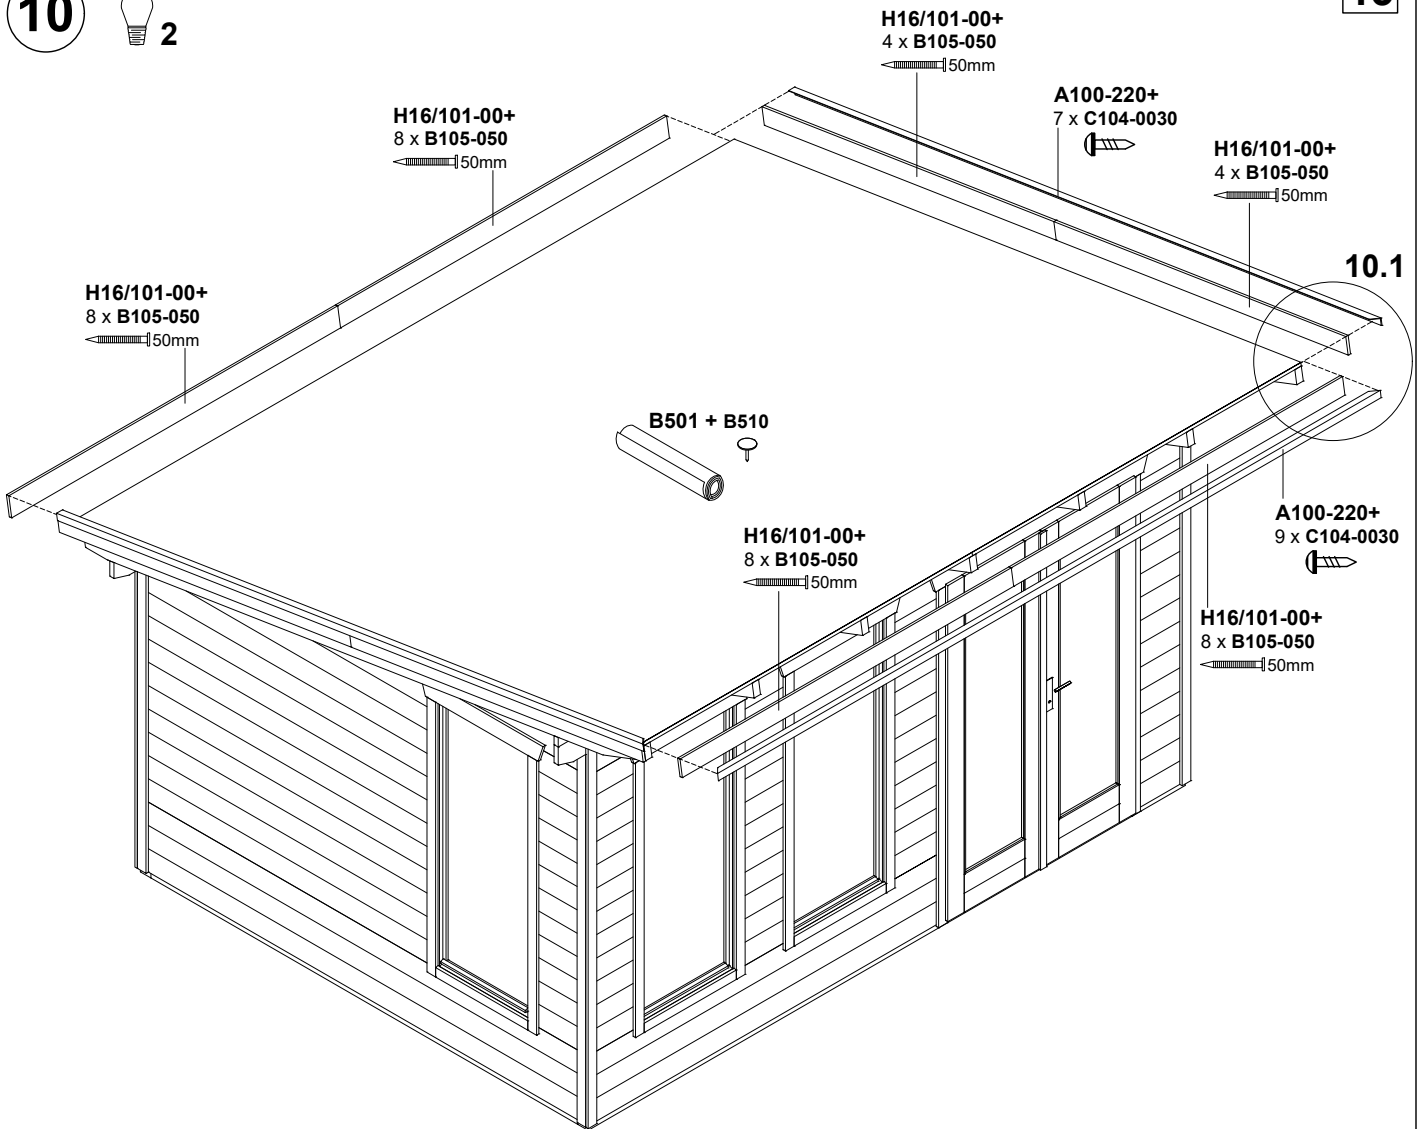 10
2
H16/101-00+
4 x B105-050
50mm
A100-220+
7 x C104-0030
H16/101-00+
8 x B105-050
50mm
H16/101-00+
4 x B105-050
50mm
10.1
H16/101-00+
8 x B105-050
50mm
B501 + B510
A100-220+
9 x C104-0030
H16/101-00+
8 x B105-050
50mm
H16/101-00+
8 x B105-050
50mm